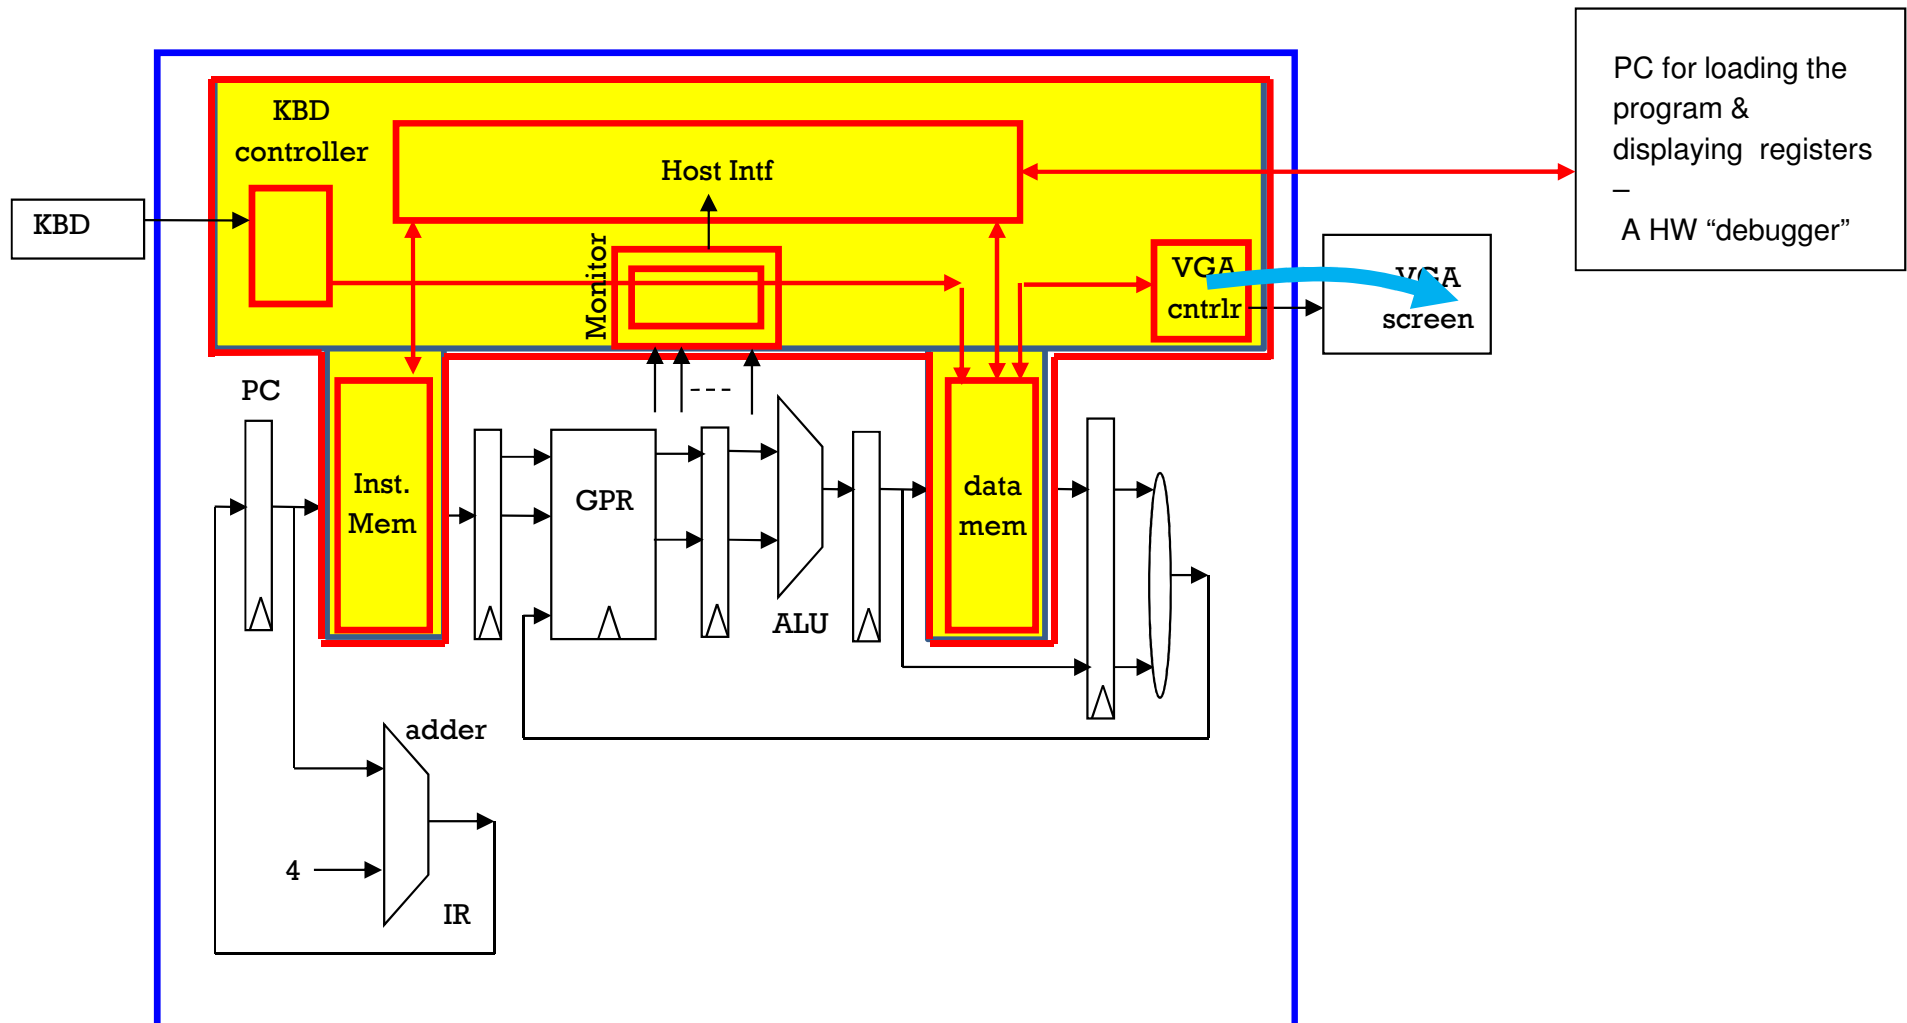 PC for loading the
program &
displaying  registers
–
A HW “debugger”
KBD
controller
Host Intf
KBD
Monitor
VGA
cntrlr
VGA
screen
PC
---
Inst.
Mem
GPR
data
mem
ALU
adder
4
IR